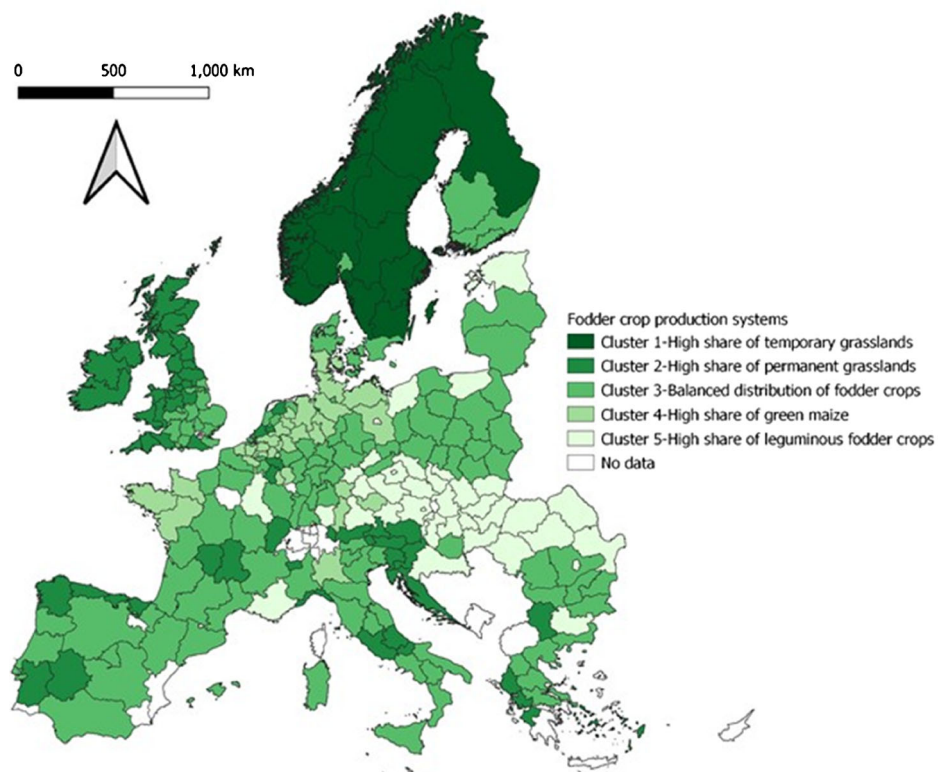 0 500 1,000 km
Fodder crop production systems
Cluster 1-High share of temporary grasslands
Cluster 2-High share of permanent grasslands
Cluster 3-Balanced distribution of fodder crops
Cluster 4-High share of green maize
Cluster 5-High share of leguminous fodder crops
No data